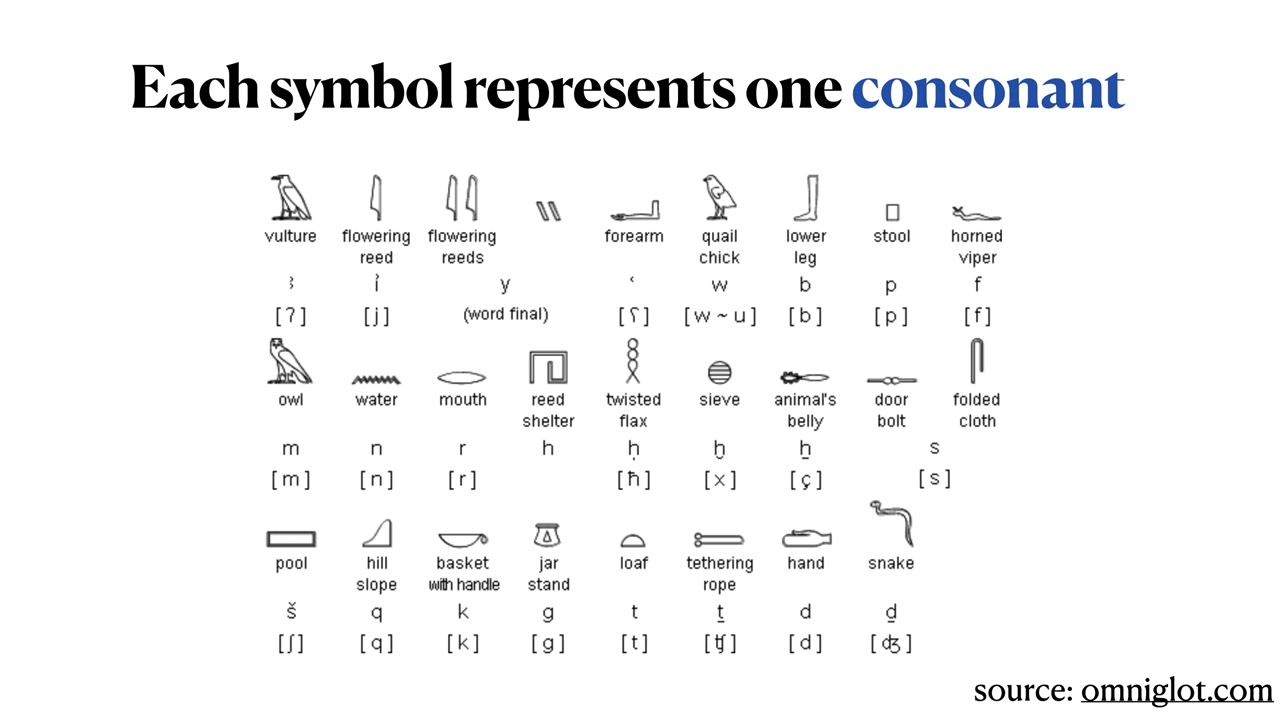 Each symbol represents one consonant
vulture flowering flowering forearm quail lower stool horned
reed reeds chick leg viper
ꜣ ỉ y ʿ w b p f
[ʔ] [j] (word final) [ʕ] [w ~ u] [b] [p] [f]
owl water mouth reed twisted sieve animal's door folded
shelter flax belly bolt cloth
m n r h ḥ ḫ ẖ s
[m] [n] [r] [ħ] [x] [ç] [s]
pool hill basket jar loaf tethering hand snake
slope with handle stand rope
š q k g t ṯ d ḏ
[ʃ] [q] [k] [g] [t] [ʧ] [d] [ʤ]
source: omniglot.com